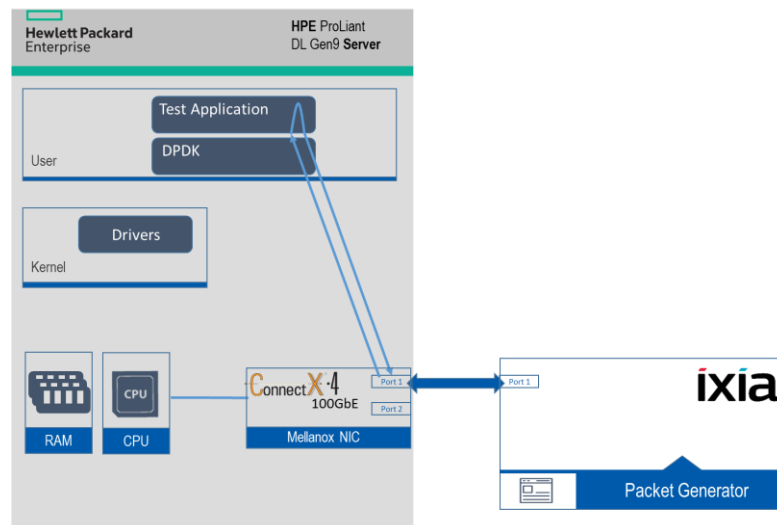 Hewlett Packard
Enterprise
HPE ProLiant
DL Gen9 Server
Test Application
DPDK
User
Drivers
Kernel
RAM
CPU
CPU
ConnectX·4
100GbE
Port 1
Port 2
Mellanox NIC
Port 1
ixia
Packet Generator